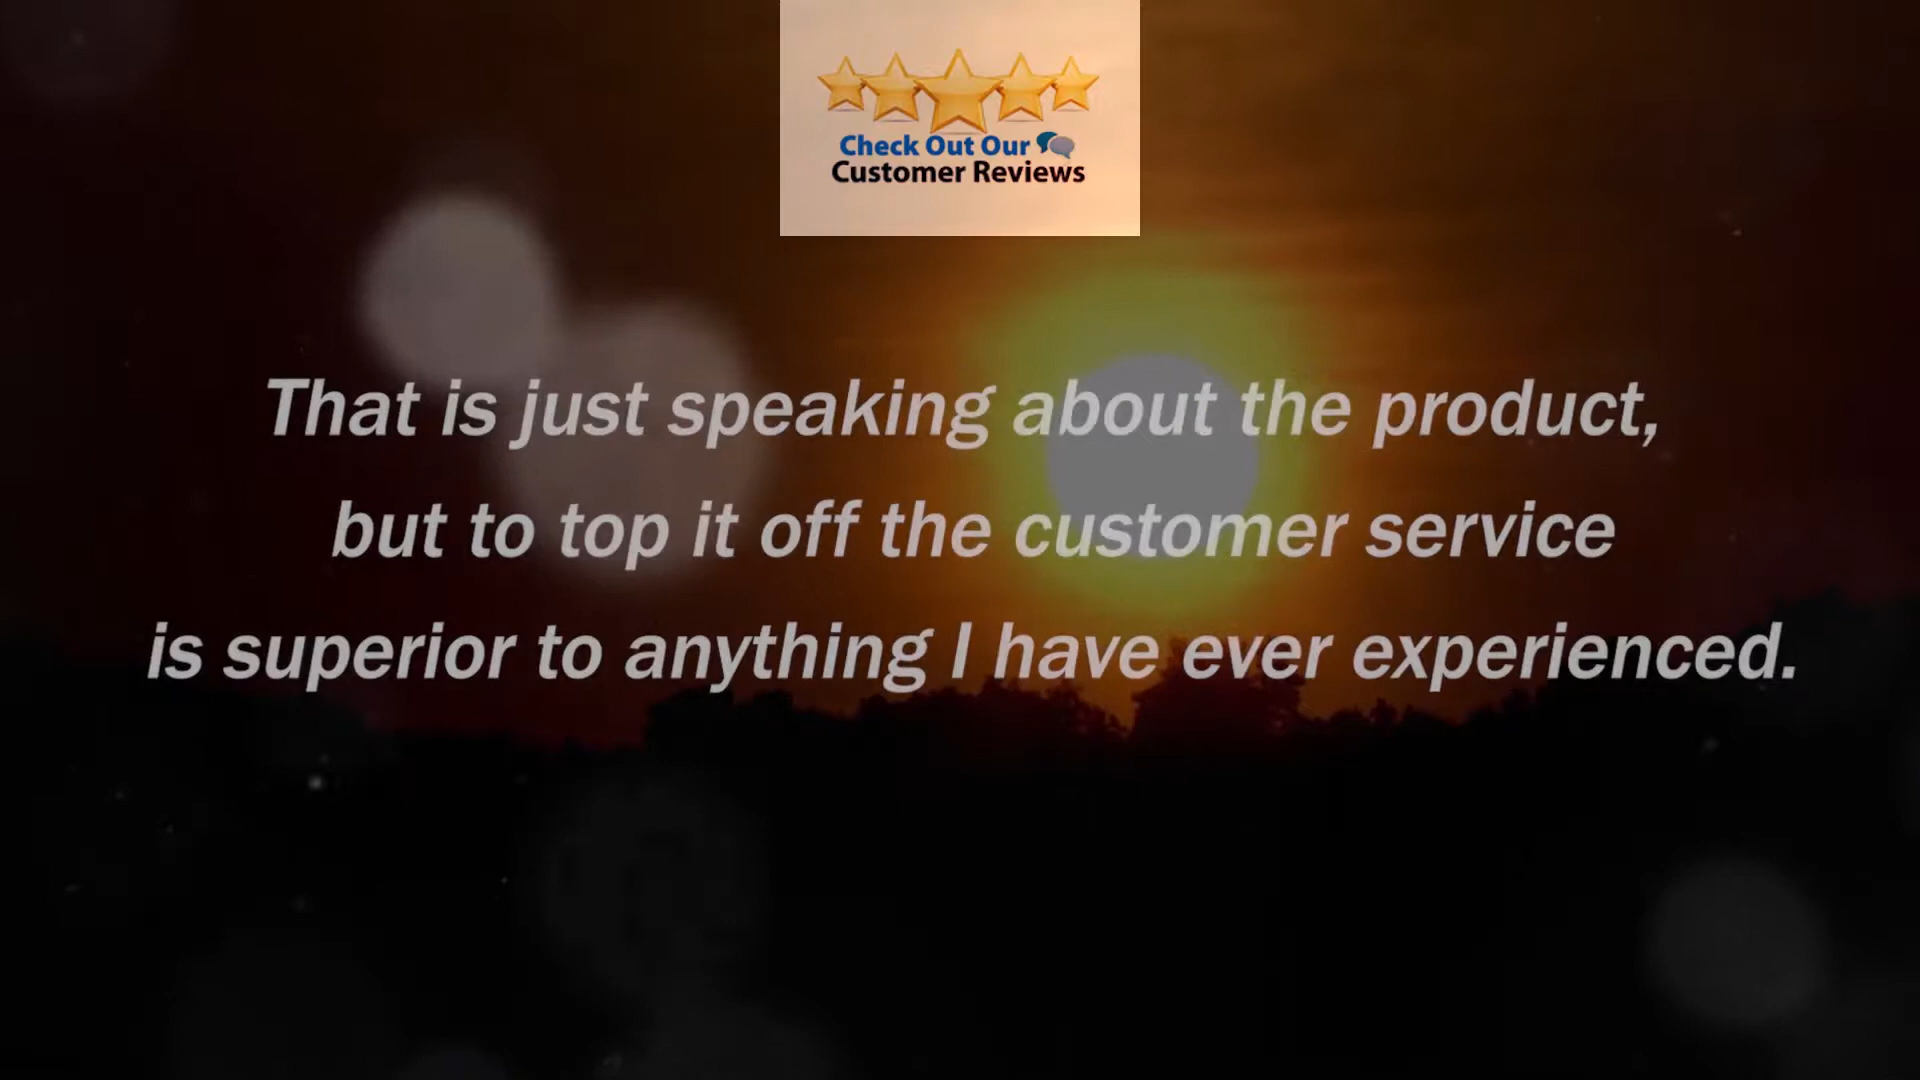 Check Out Our
Customer Reviews
That is just speaking about the product,
but to top it off the customer service
is superior to anything I have ever experienced.